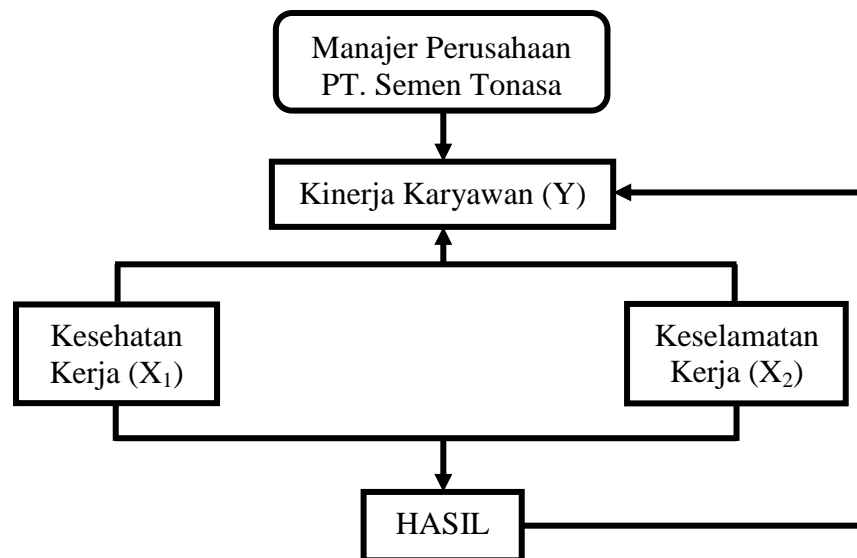 Manajer Perusahaan
PT. Semen Tonasa
Kinerja Karyawan (Y)
Kesehatan
Kerja (X₁)
Keselamatan
Kerja (X₂)
HASIL